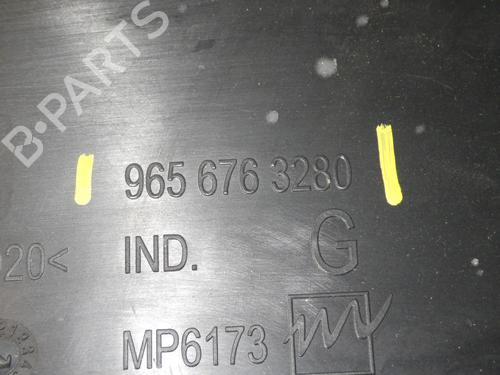 B-PARTS
965 676 3280
20<
IND. G
MP6173